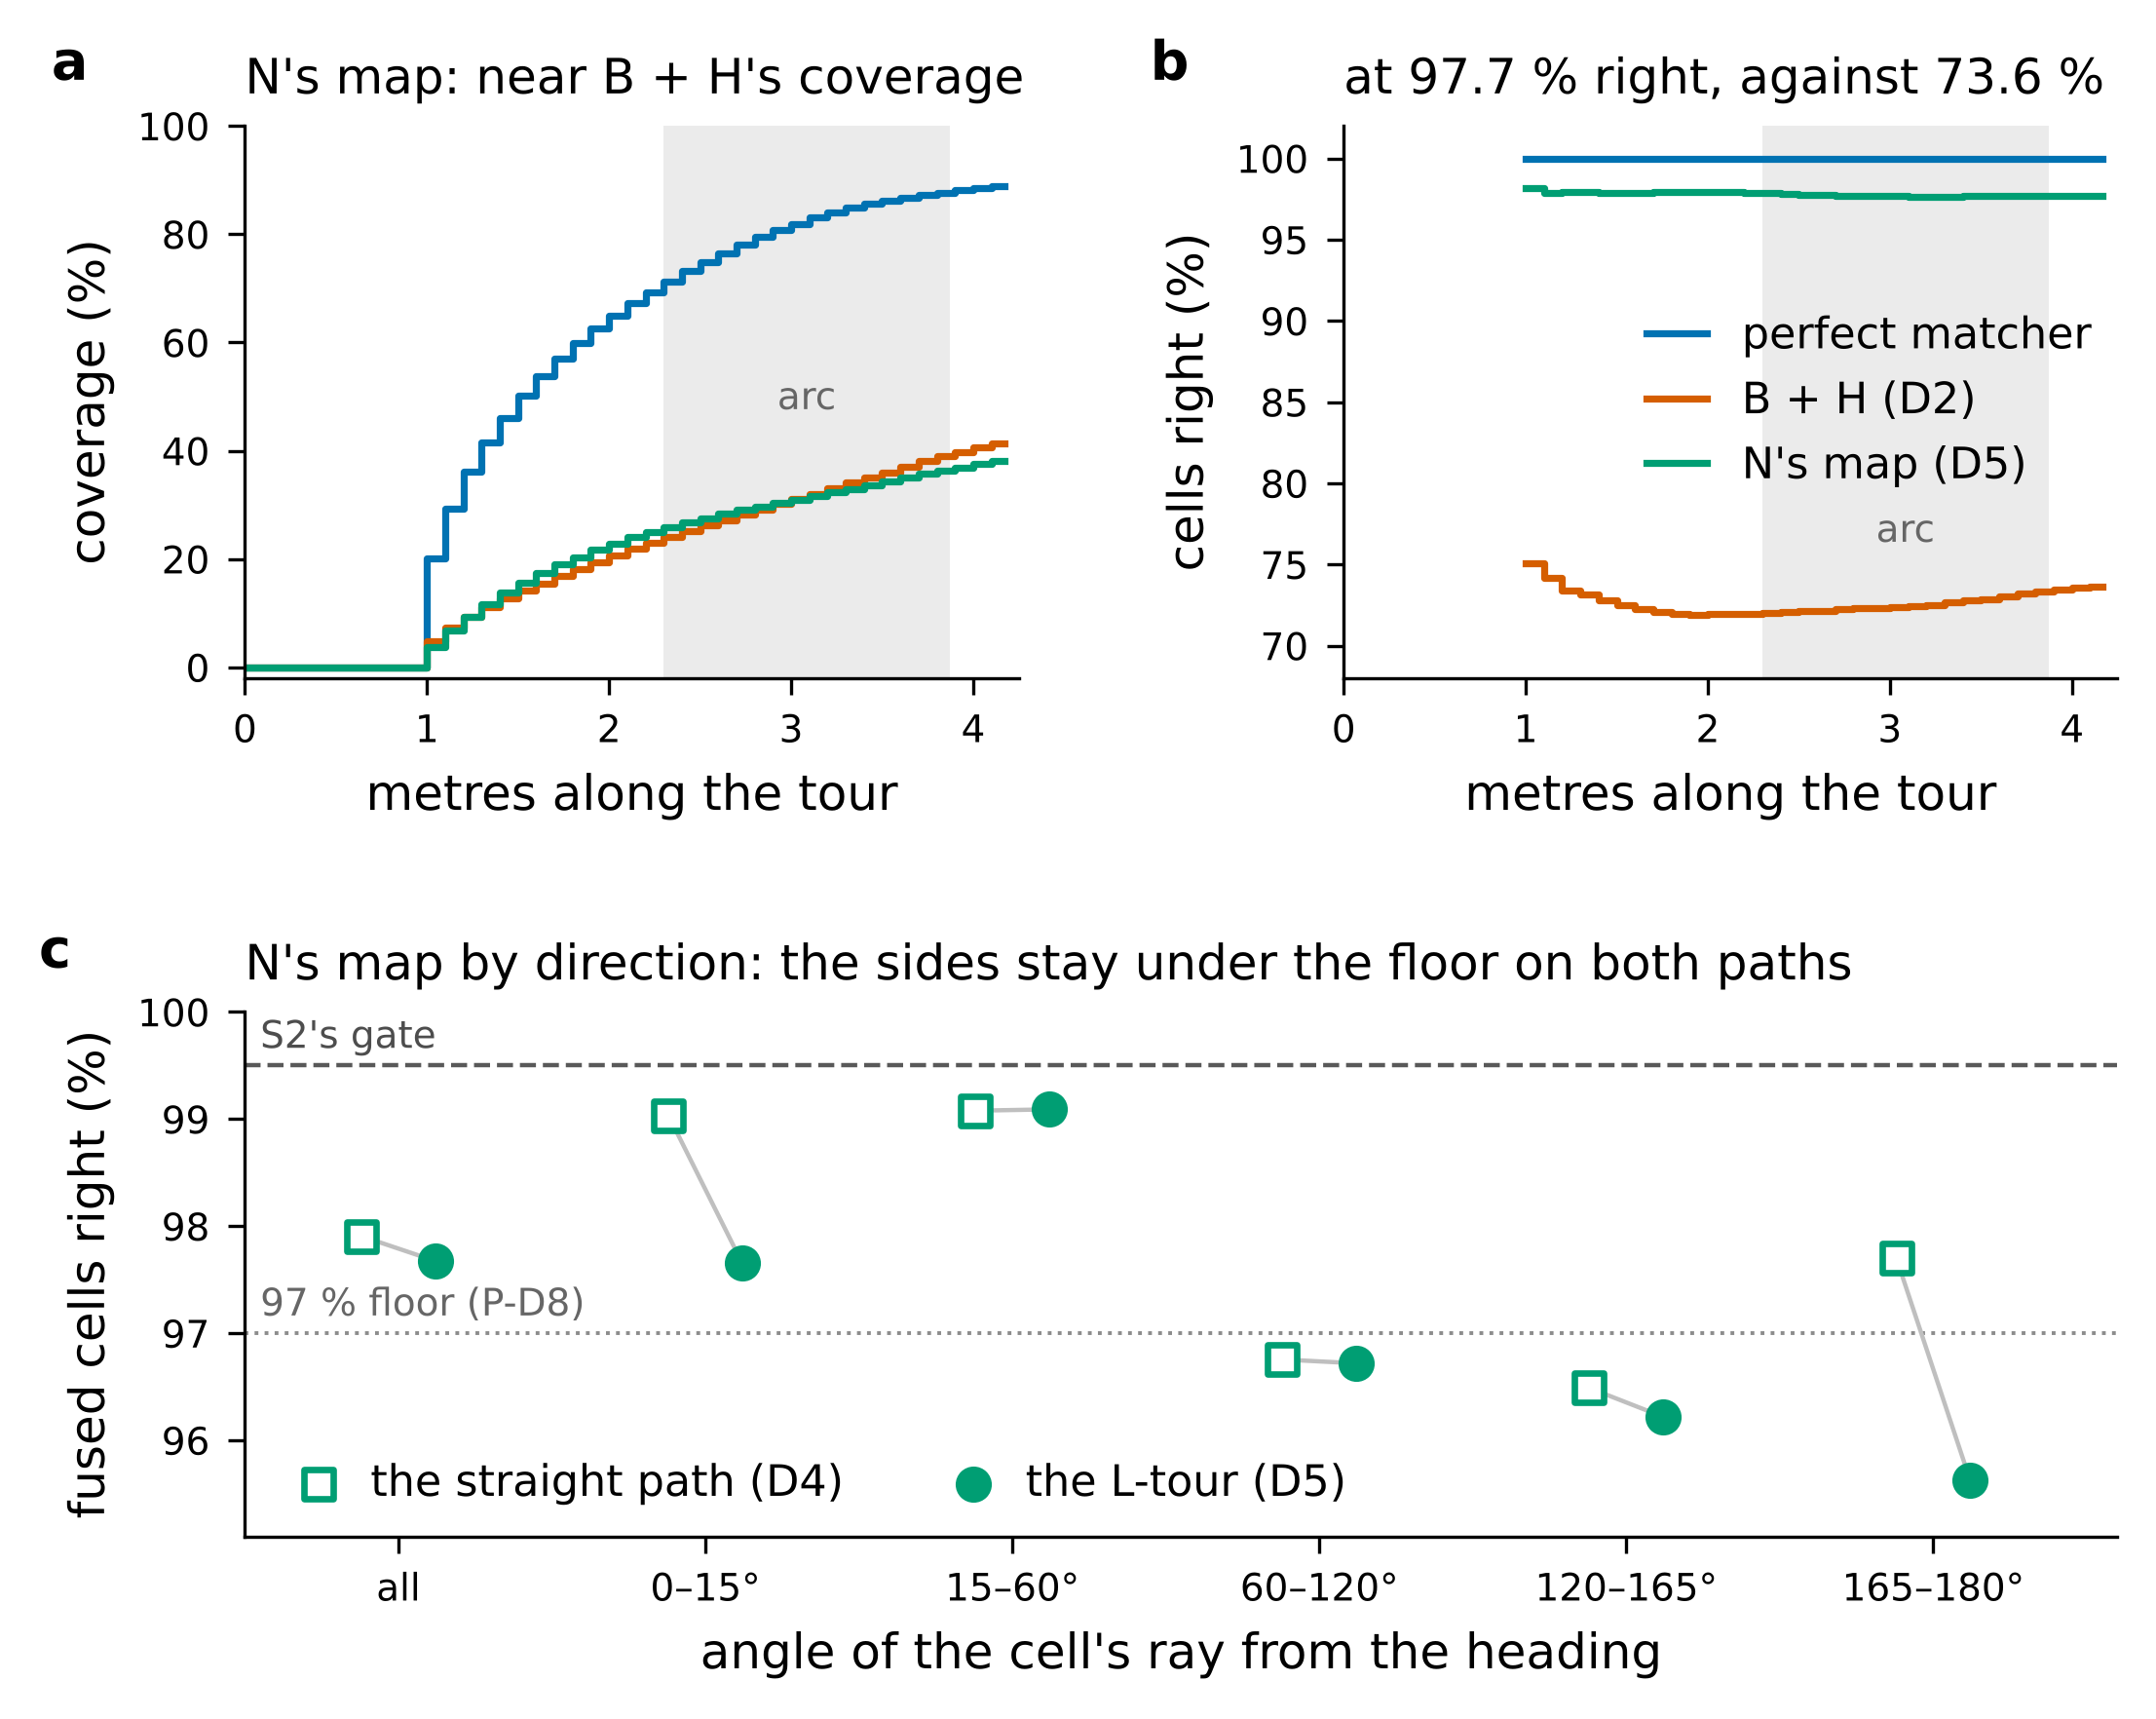 a
N's map: near B + H's coverage
100
80
60
40
20
0
coverage (%)
arc
0 1 2 3 4
metres along the tour
b
at 97.7 % right, against 73.6 %
100
95
90
85
80
75
70
cells right (%)
perfect matcher
B + H (D2)
N's map (D5)
arc
0 1 2 3 4
metres along the tour
c
N's map by direction: the sides stay under the floor on both paths
100
99
98
97
96
fused cells right (%)
S2's gate
97 % floor (P-D8)
the straight path (D4)
the L-tour (D5)
all 0–15° 15–60° 60–120° 120–165° 165–180°
angle of the cell's ray from the heading